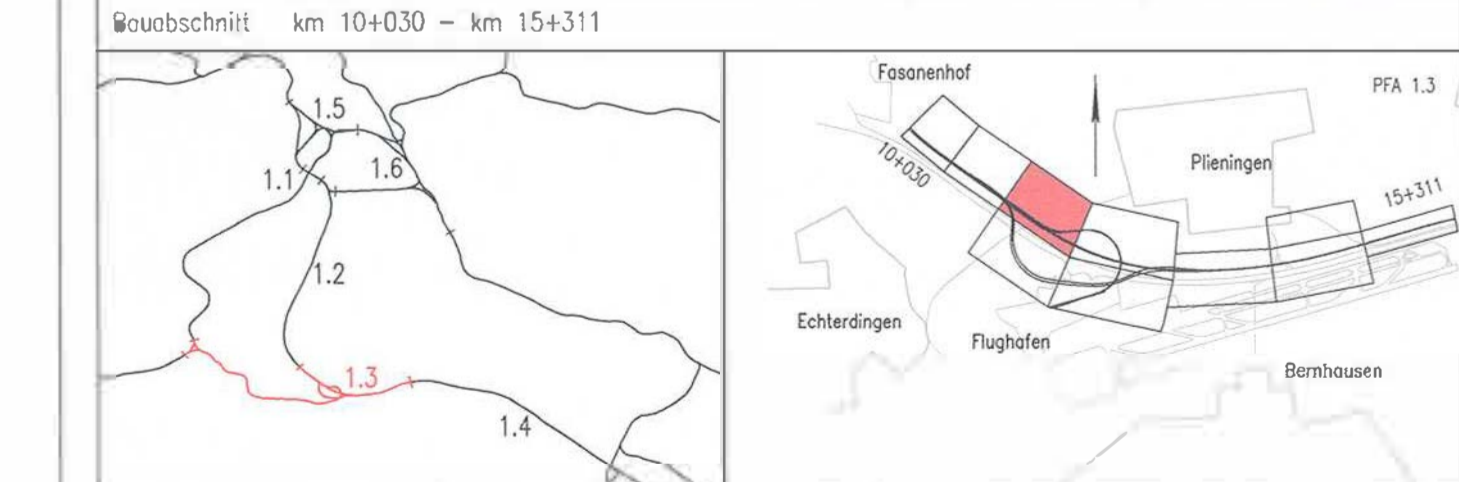 Bauabschnitt km 10+030 - km 15+311
1.5
1.6
1.1
1.2
1.3
1.4
Fasanenhof
PFA 1.3
10+030
Plieningen
15+311
Echterdingen
Flughafen
Bernhausen